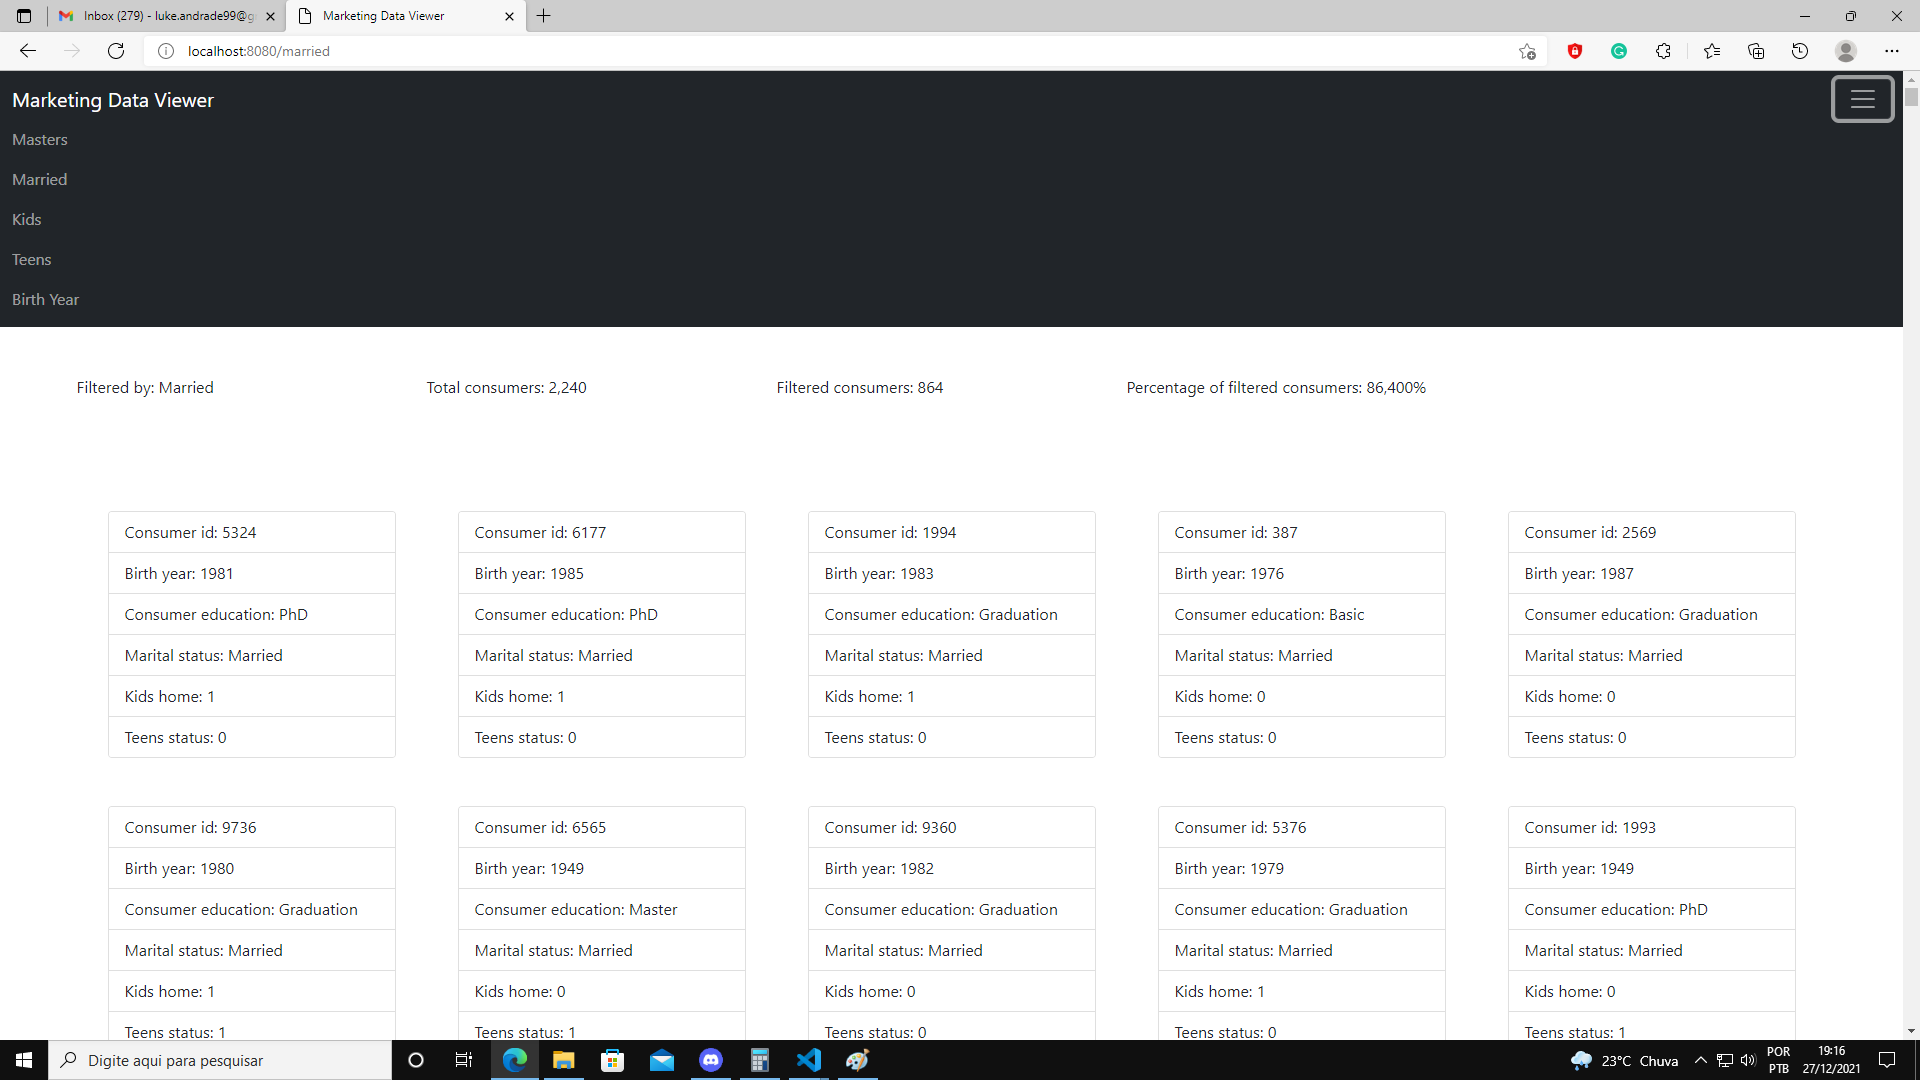 Inbox (279) - luke.andrade99@g
Marketing Data Viewer
localhost:8080/married
Marketing Data Viewer
Masters
Married
Kids
Teens
Birth Year
Filtered by: Married Total consumers: 2,240 Filtered consumers: 864 Percentage of filtered consumers: 86,400%
Consumer id: 5324 Consumer id: 6177 Consumer id: 1994 Consumer id: 387 Consumer id: 2569
Birth year: 1981 Birth year: 1985 Birth year: 1983 Birth year: 1976 Birth year: 1987
Consumer education: PhD Consumer education: PhD Consumer education: Graduation Consumer education: Basic Consumer education: Graduation
Marital status: Married Marital status: Married Marital status: Married Marital status: Married Marital status: Married
Kids home: 1 Kids home: 1 Kids home: 1 Kids home: 0 Kids home: 0
Teens status: 0 Teens status: 0 Teens status: 0 Teens status: 0 Teens status: 0
Consumer id: 9736 Consumer id: 6565 Consumer id: 9360 Consumer id: 5376 Consumer id: 1993
Birth year: 1980 Birth year: 1949 Birth year: 1982 Birth year: 1979 Birth year: 1949
Consumer education: Graduation Consumer education: Master Consumer education: Graduation Consumer education: Graduation Consumer education: PhD
Marital status: Married Marital status: Married Marital status: Married Marital status: Married Marital status: Married
Kids home: 1 Kids home: 0 Kids home: 0 Kids home: 1 Kids home: 0
Teens status: 1 Teens status: 1 Teens status: 0 Teens status: 0 Teens status: 1
Digite aqui para pesquisar
23°C Chuva
POR
PTB
19:16
27/12/2021